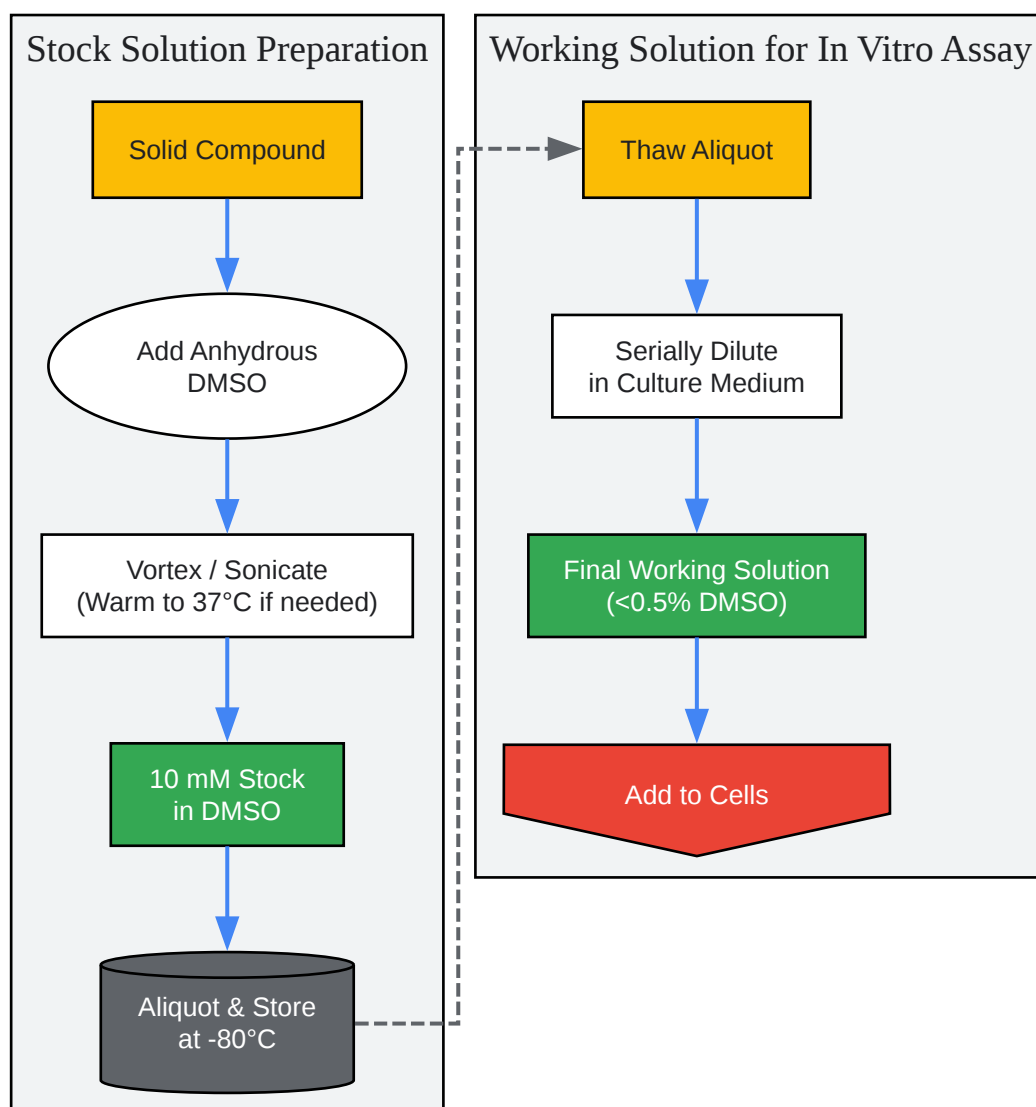 Stock Solution Preparation
Solid Compound
Add Anhydrous
DMSO
Vortex / Sonicate
(Warm to 37°C if needed)
10 mM Stock
in DMSO
Aliquot & Store
at -80°C
Working Solution for In Vitro Assay
Thaw Aliquot
Serially Dilute
in Culture Medium
Final Working Solution
(<0.5% DMSO)
Add to Cells